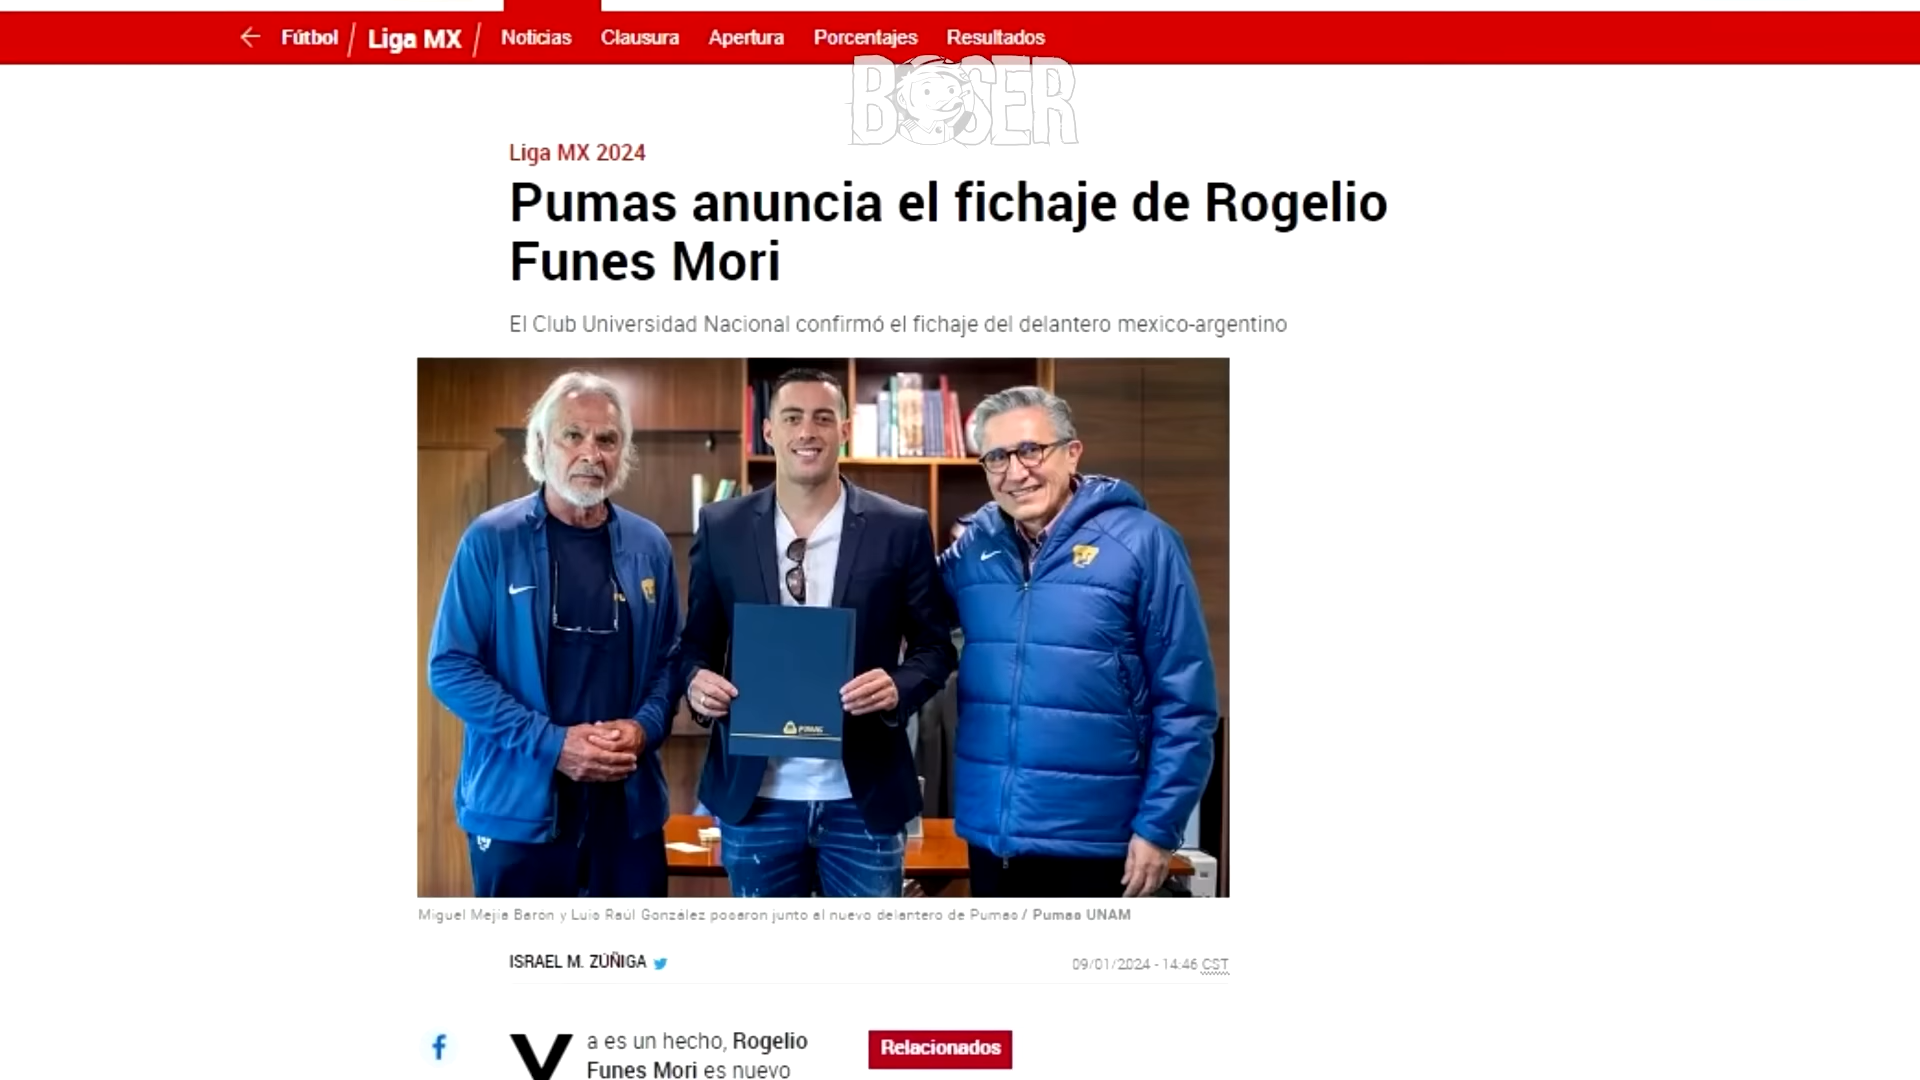 Fútbol / Liga MX / Noticias Clausura Apertura Porcentajes Resultados
BOSER
Liga MX 2024
Pumas anuncia el fichaje de Rogelio
Funes Mori
El Club Universidad Nacional confirmó el fichaje del delantero mexico-argentino
PUMAS
Miguel Mejía Barón y Luis Raúl González posaron junto al nuevo delantero de Pumas / Pumas UNAM
ISRAEL M. ZÚÑIGA
09/01/2024 - 14:46 CST
Ya es un hecho, Rogelio
Funes Mori es nuevo
Relacionados